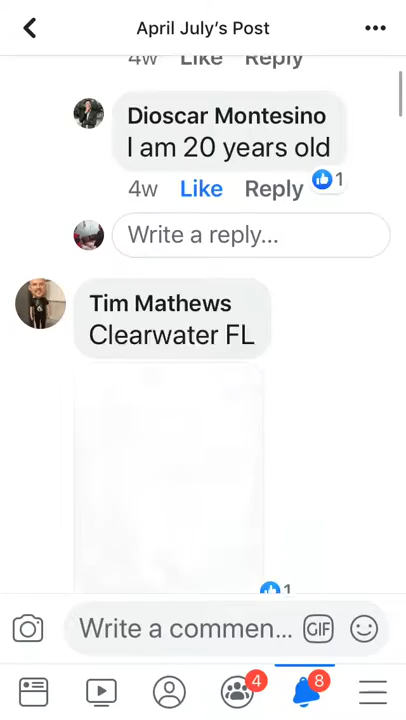 April July's Post
4w Like Reply
Dioscar Montesino
I am 20 years old
4w Like Reply 1
Write a reply...
Tim Mathews
Clearwater FL
1
Write a commen... GIF
4 8